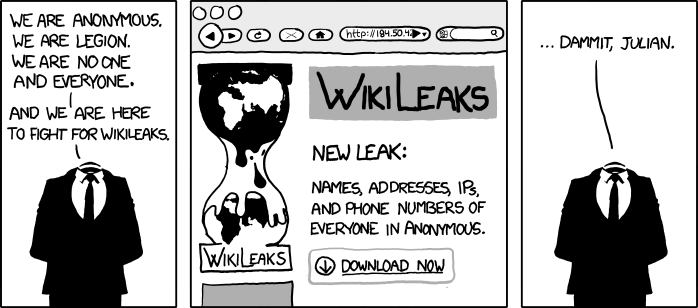 WE ARE ANONYMOUS.
WE ARE LEGION.
WE ARE NO ONE
AND EVERYONE.
AND WE ARE HERE
TO FIGHT FOR WIKILEAKS.
http://184.50.4
WIKILEAKS
NEW LEAK:
NAMES, ADDRESSES, IPs,
AND PHONE NUMBERS OF
EVERYONE IN ANONYMOUS.
WIKILEAKS
DOWNLOAD NOW
... DAMMIT, JULIAN.